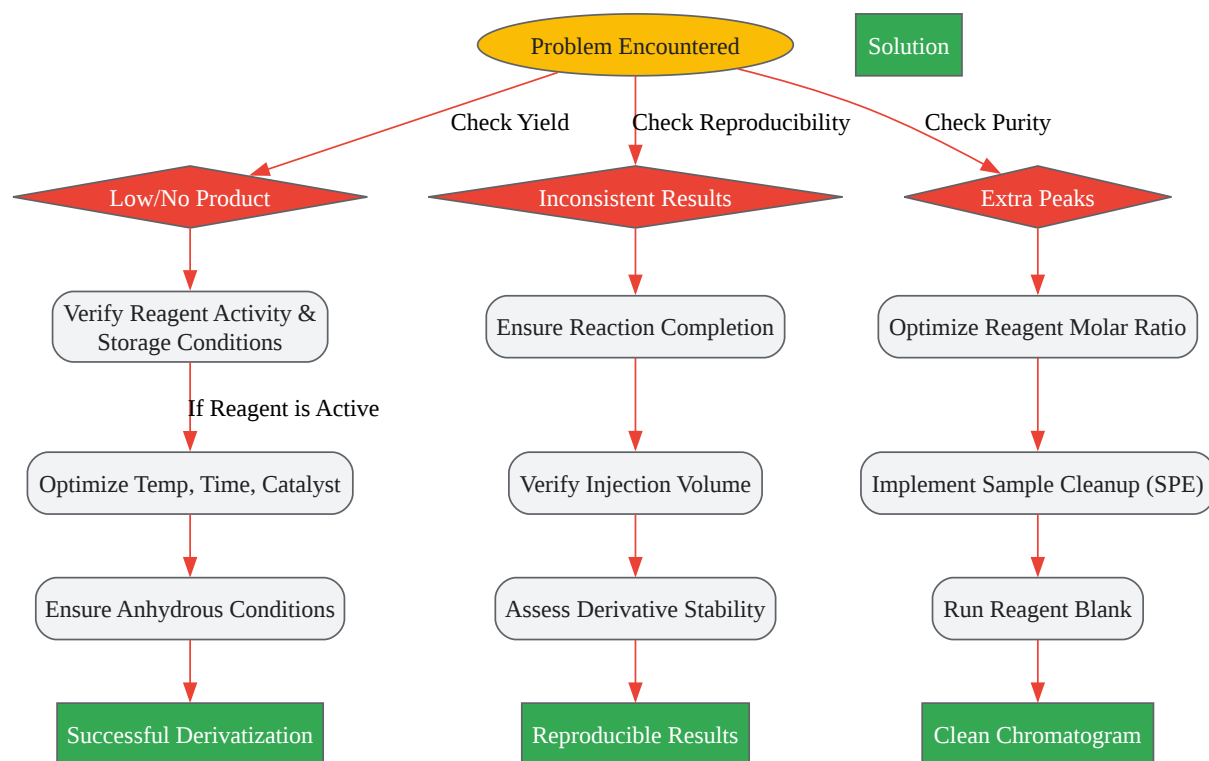 Problem Encountered
Solution
Check Yield
Check Reproducibility
Check Purity
Low/No Product
Inconsistent Results
Extra Peaks
Verify Reagent Activity &
Storage Conditions
Ensure Reaction Completion
Optimize Reagent Molar Ratio
If Reagent is Active
Optimize Temp, Time, Catalyst
Verify Injection Volume
Implement Sample Cleanup (SPE)
Ensure Anhydrous Conditions
Assess Derivative Stability
Run Reagent Blank
Successful Derivatization
Reproducible Results
Clean Chromatogram